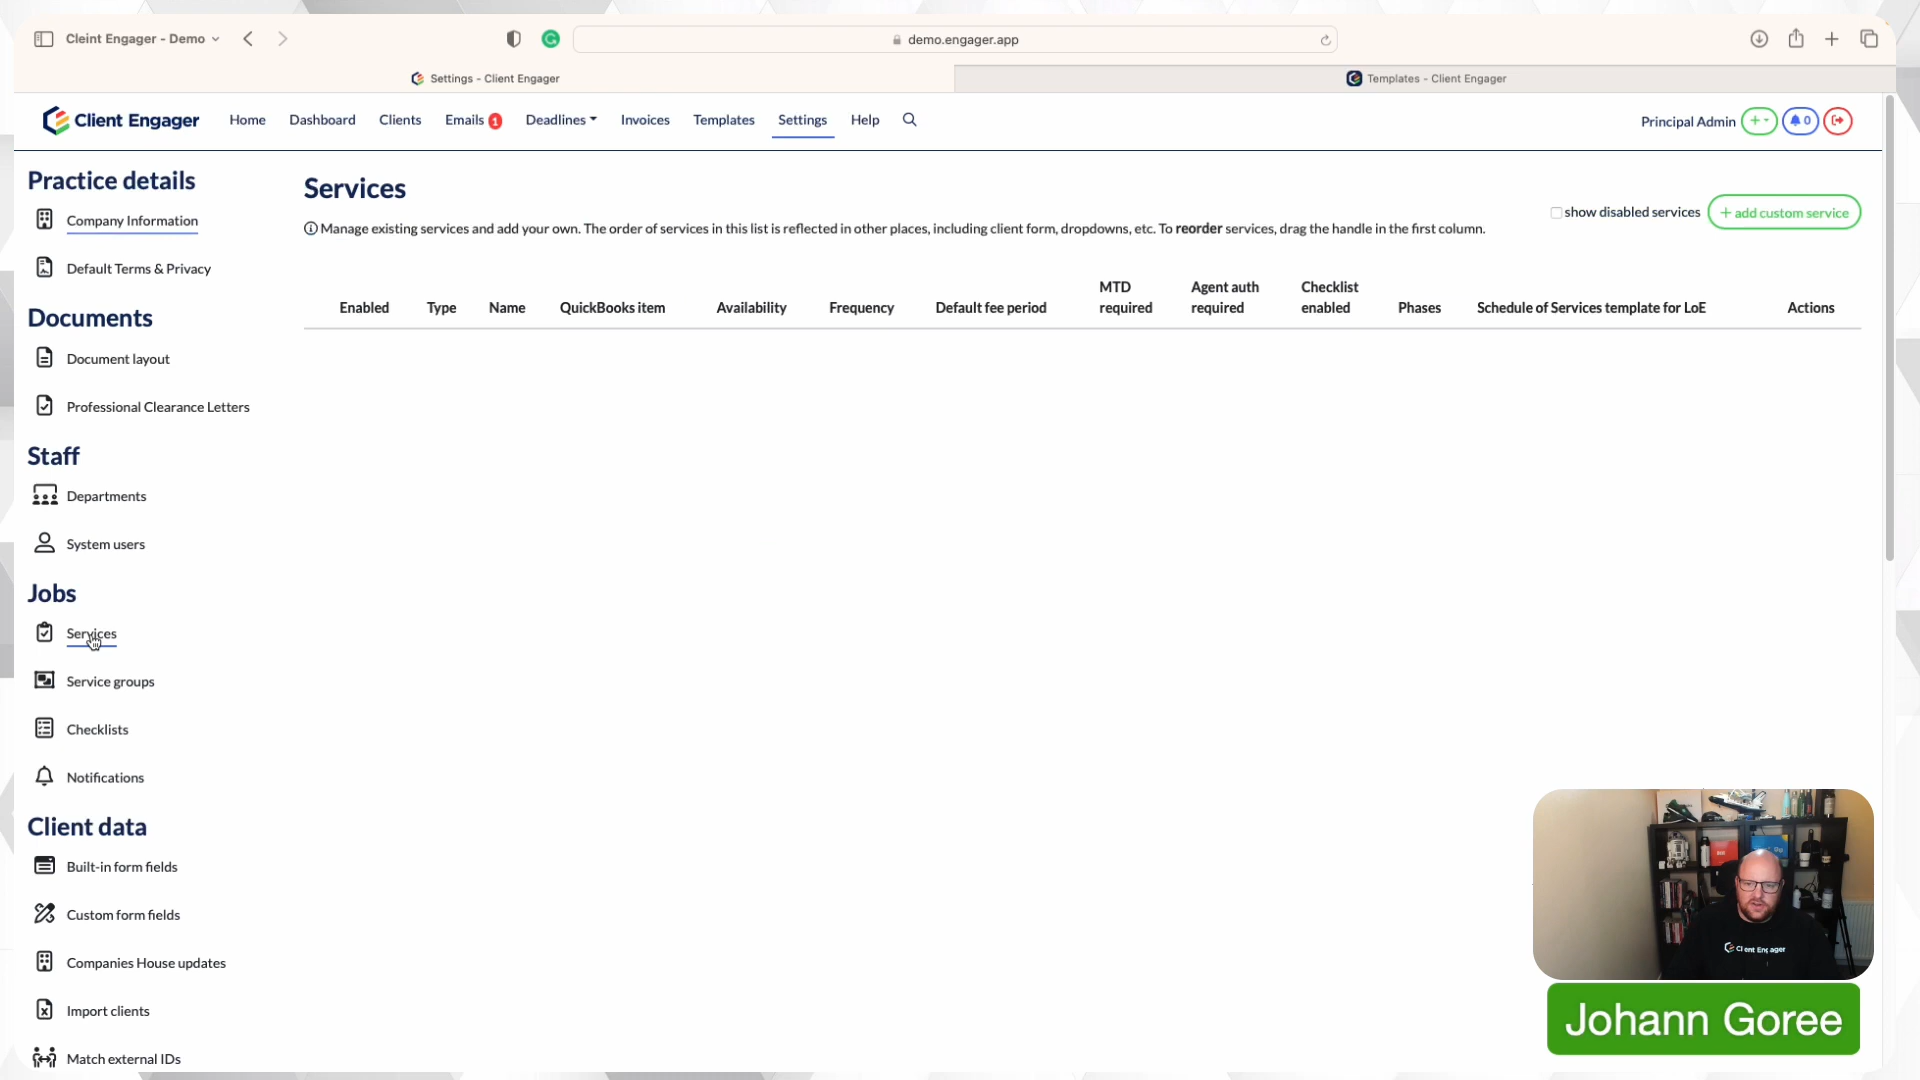 Cleint Engager - Demo
demo.engager.app
Settings - Client Engager
Templates - Client Engager
Client Engager
Home
Dashboard
Clients
Emails 1
Deadlines
Invoices
Templates
Settings
Help
Principal Admin
+
0
Practice details
Company Information
Default Terms & Privacy
Documents
Document layout
Professional Clearance Letters
Staff
Departments
System users
Jobs
Services
Service groups
Checklists
Notifications
Client data
Built-in form fields
Custom form fields
Companies House updates
Import clients
Match external IDs
Services
Manage existing services and add your own. The order of services in this list is reflected in other places, including client form, dropdowns, etc. To reorder services, drag the handle in the first column.
show disabled services
+ add custom service
Enabled
Type
Name
QuickBooks item
Availability
Frequency
Default fee period
MTD
required
Agent auth
required
Checklist
enabled
Phases
Schedule of Services template for LoE
Actions
Client Engager
Johann Goree